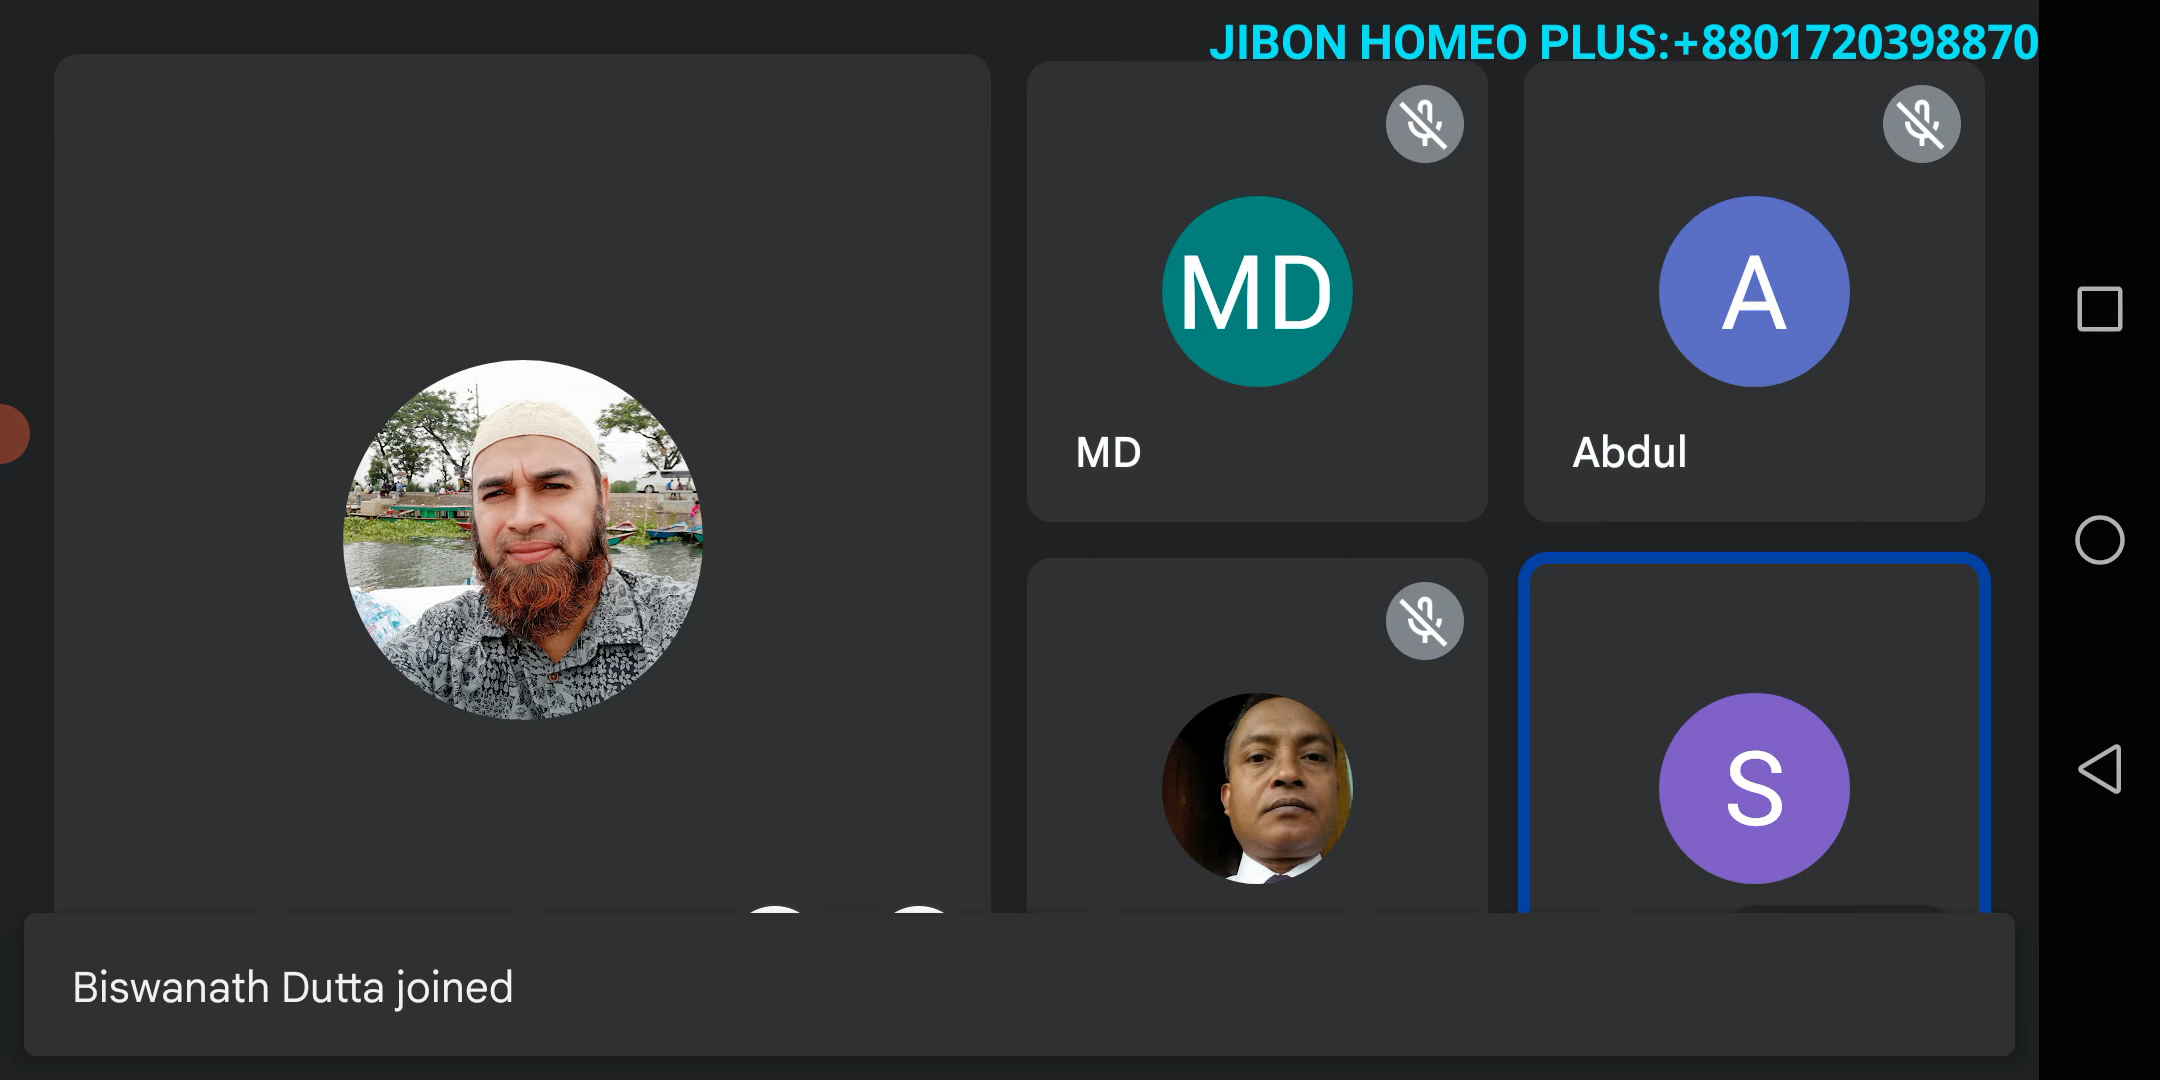 JIBON HOMEO PLUS:+8801720398870
MD
A
MD
Abdul
S
Biswanath Dutta joined